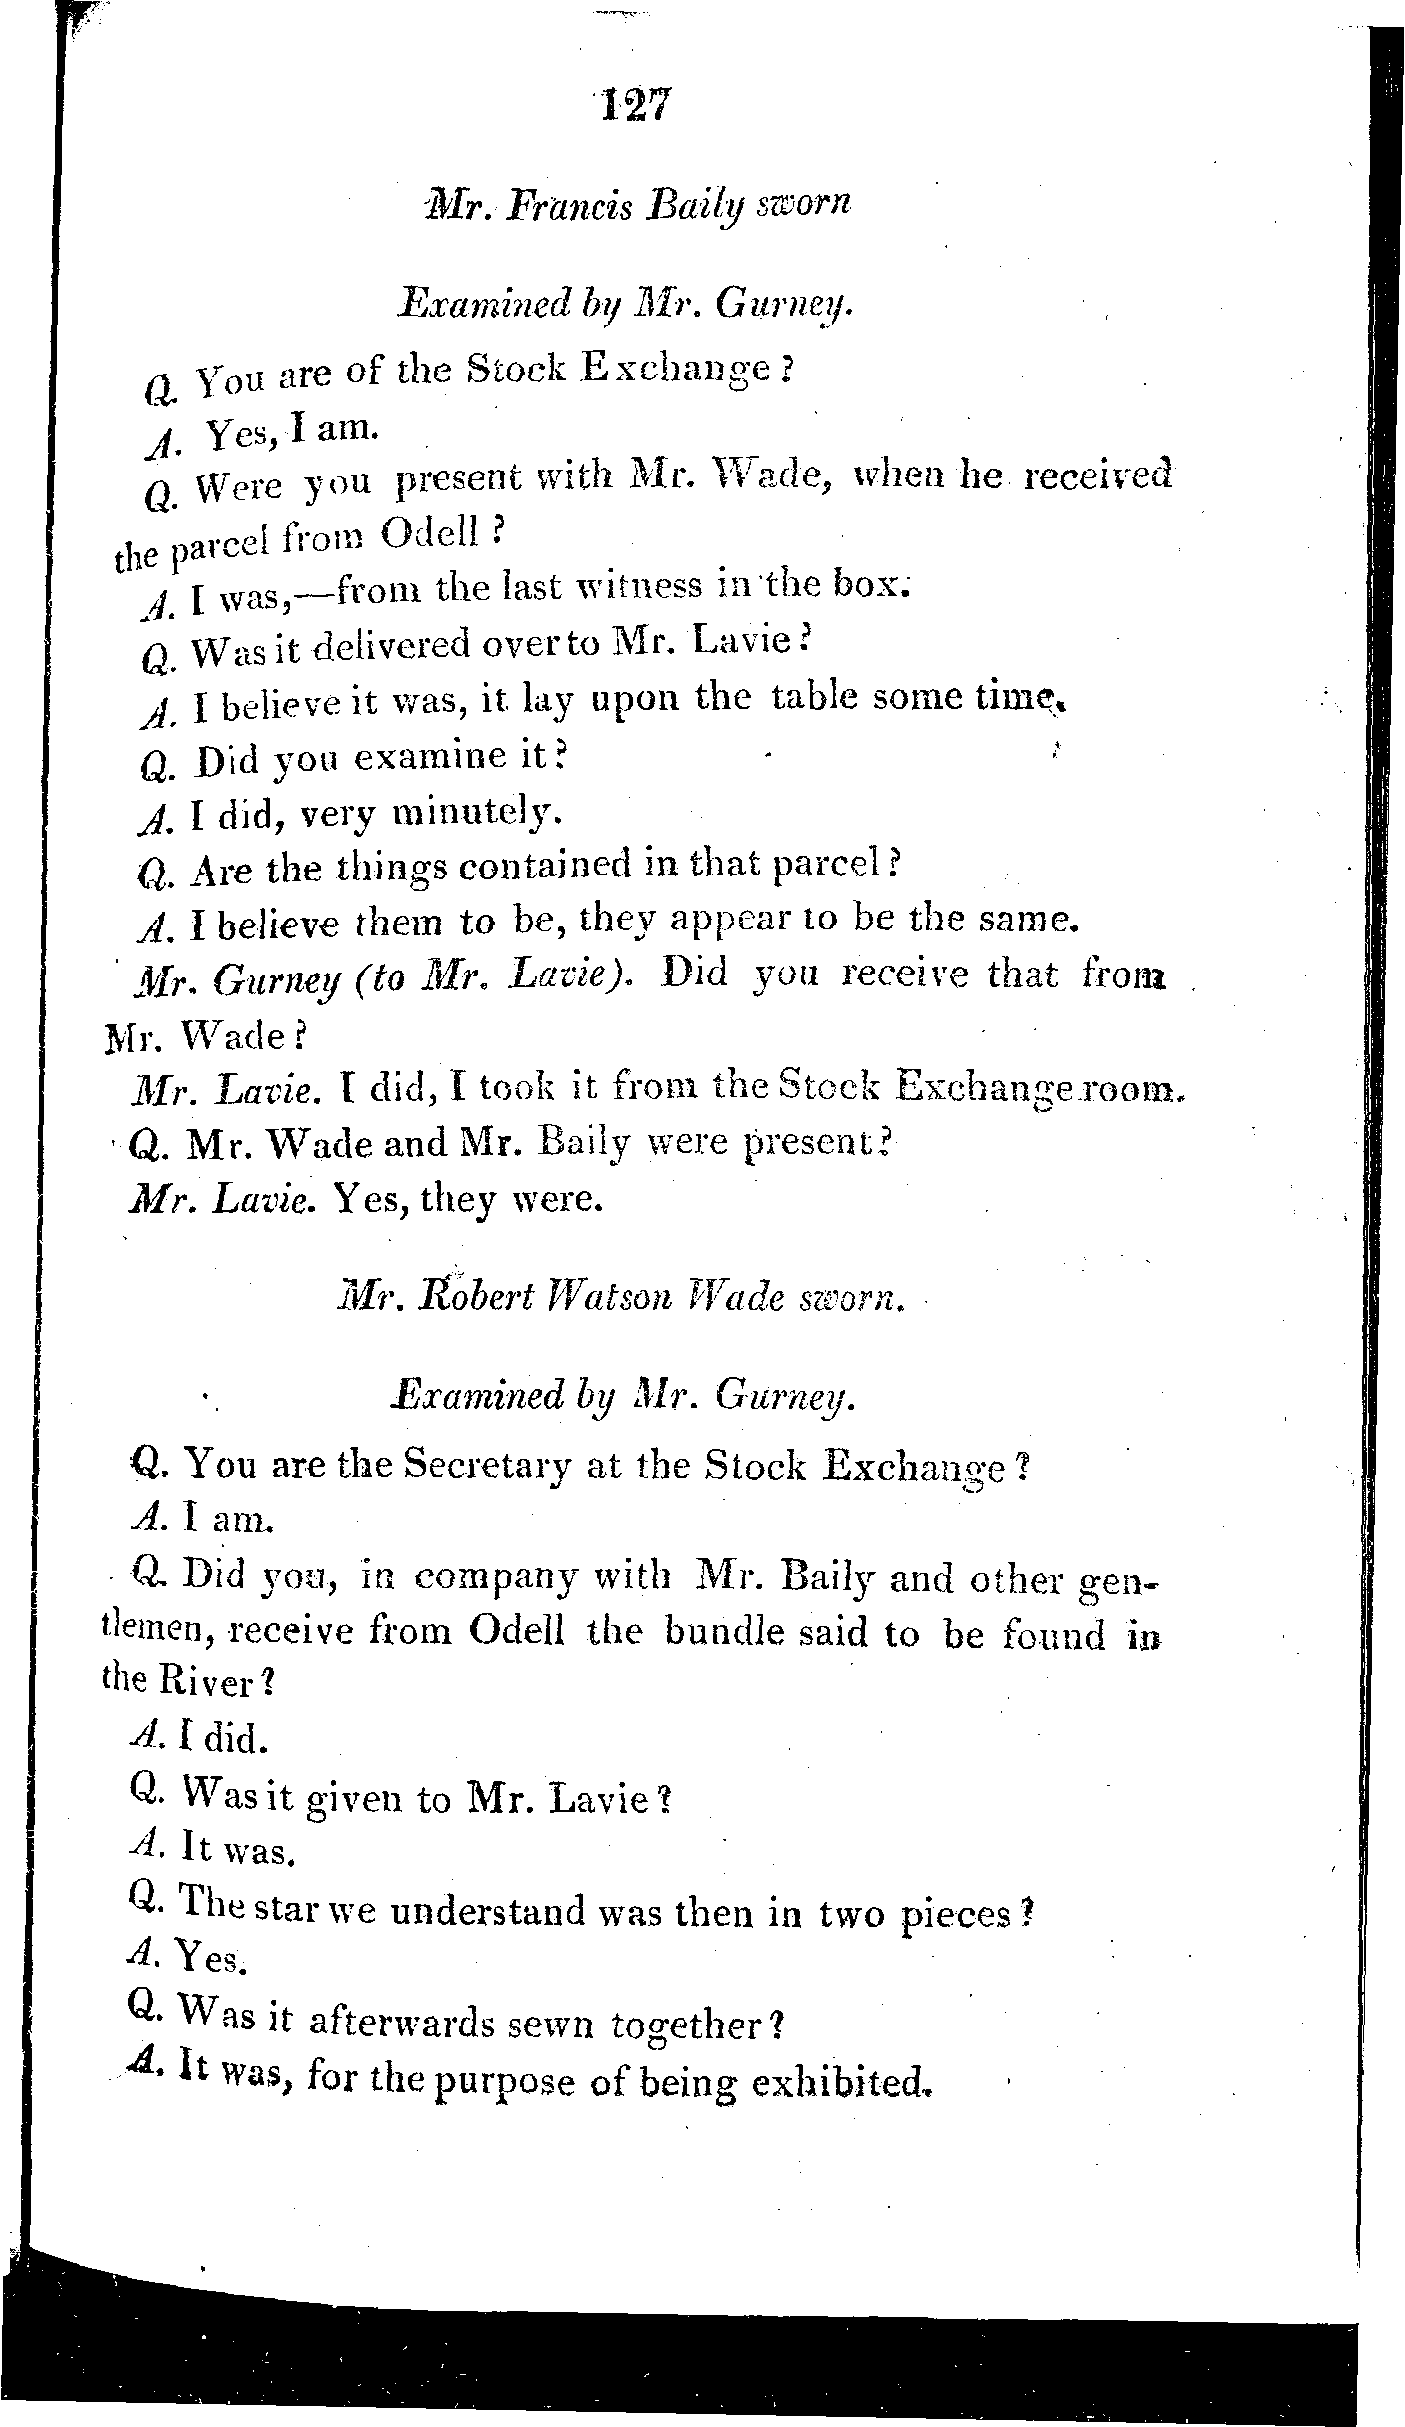 127
Mr. Francis Baily sworn
Examined by Mr. Gurney.
Q. You are of the Stock Exchange?
A. Yes, I am.
Q. Were you present with Mr. Wade, when he received
the parcel from Odell?
A. I was,—from the last witness in the box.
Q. Was it delivered over to Mr. Lavie?
A. I believe it was, it lay upon the table some time.
Q. Did you examine it?
A. I did, very minutely.
Q. Are the things contained in that parcel?
A. I believe them to be, they appear to be the same.
Mr. Gurney (to Mr. Lavie). Did you receive that from
Mr. Wade?
Mr. Lavie. I did, I took it from the Stock Exchange room.
Q. Mr. Wade and Mr. Baily were present?
Mr. Lavie. Yes, they were.
Mr. Robert Watson Wade sworn.
Examined by Mr. Gurney.
Q. You are the Secretary at the Stock Exchange?
A. I am.
Q. Did you, in company with Mr. Baily and other gen-
tlemen, receive from Odell the bundle said to be found in
the River?
A. I did.
Q. Was it given to Mr. Lavie?
A. It was.
Q. The star we understand was then in two pieces?
A. Yes.
Q. Was it afterwards sewn together?
A. It was, for the purpose of being exhibited.